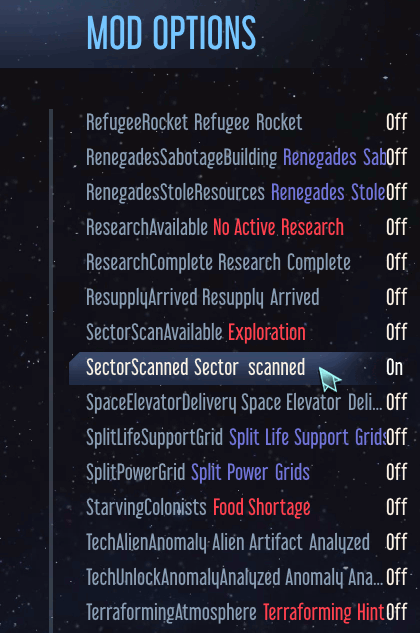 MOD OPTIONS
RefugeeRocket Refugee Rocket Off
RenegadesSabotageBuilding Renegades Sab Off
RenegadesStoleResources Renegades Stole Off
ResearchAvailable No Active Research Off
ResearchComplete Research Complete Off
ResupplyArrived Resupply Arrived Off
SectorScanAvailable Exploration Off
SectorScanned Sector scanned On
SpaceElevatorDelivery Space Elevator Deli... Off
SplitLifeSupportGrid Split Life Support Grids Off
SplitPowerGrid Split Power Grids Off
StarvingColonists Food Shortage Off
TechAlienAnomaly Alien Artifact Analyzed Off
TechUnlockAnomalyAnalyzed Anomaly Ana... Off
TerraformingAtmosphere Terraforming Hint Off